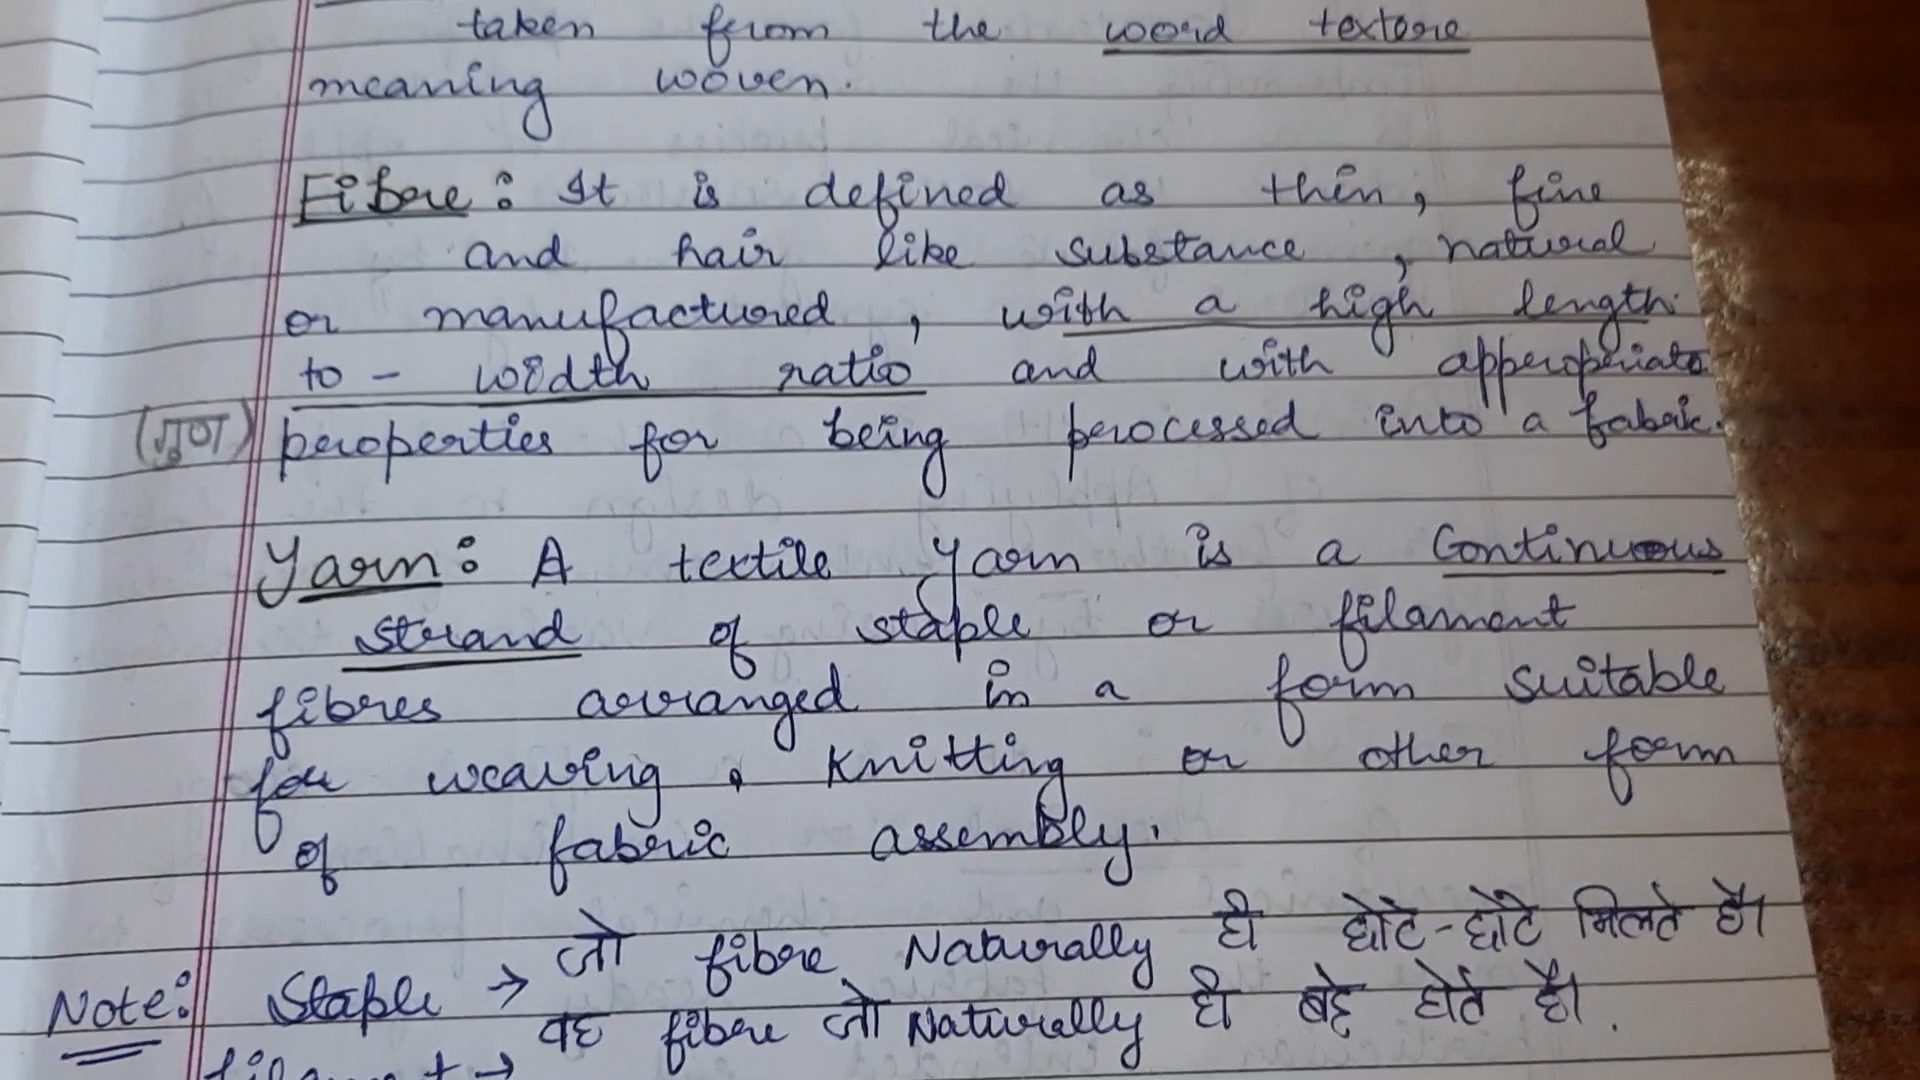 taken from the word textere
meaning woven.
Fibre : It is defined as thin, fine
and hair like substance , natural
or manufactured , with a high length
to - width ratio and with appropriate
(गुण) properties for being processed into a fabric.
Yarn : A textile yarn is a Continuous
strand of staple or filament
fibres arranged in a form suitable
for weaving , Knitting or other form
of fabric assembly.
Note: Staple → जो fibre Naturally ही छोटे-छोटे मिलते है।
filament → वह fibre जो Naturally ही बड़े होते है।